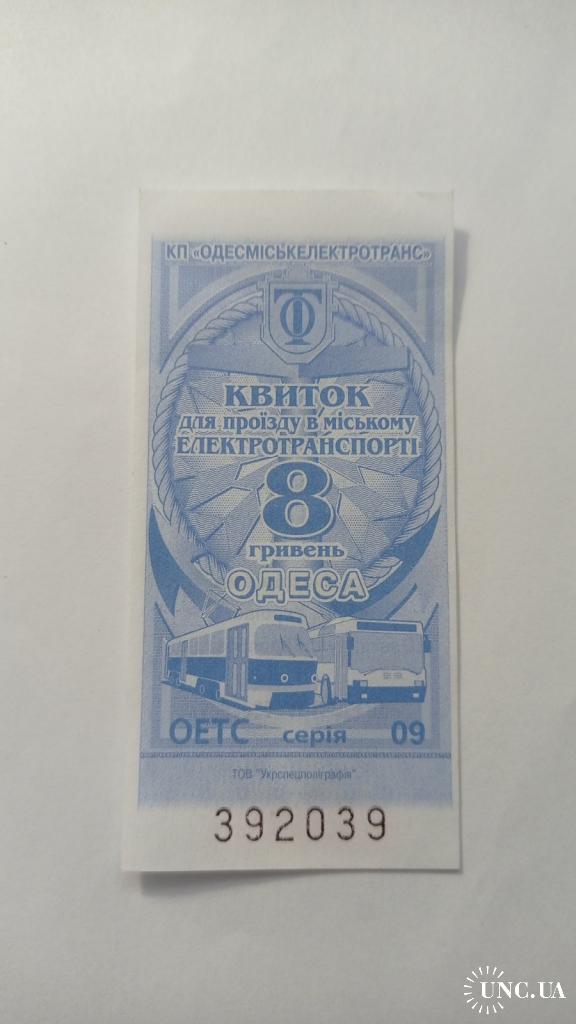 КП «ОДЕСМІСЬКЕЛЕКТРОТРАНС»
КВИТОК
для проїзду в міському
ЕЛЕКТРОТРАНСПОРТІ
8
гривень
ОДЕСА
ОЕТС серія 09
ТОВ "Укрспецполіграфія"
392039
UNC.UA